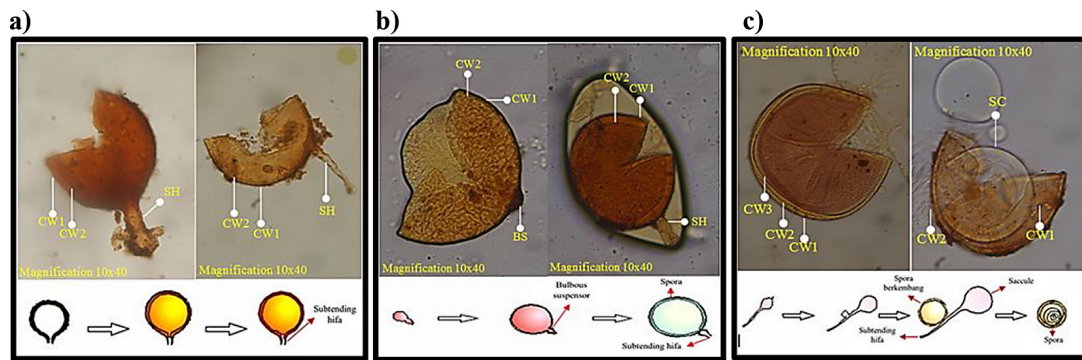 a)
SH
CW1
CW2
CW2
CW1
SH
Magnification 10x40
Magnification 10x40
Subtending
hifa
b)
CW2
CW1
BS
Magnification 10x40
CW2
CW1
SH
Magnification 10x40
Bulbous
suspensor
Spora
Subtending hifa
c)
Magnification 10x40
CW3
CW2
CW1
Magnification 10x40
SC
CW2
CW1
Spora
berkembang
Saccule
Subtending
hifa
Spora